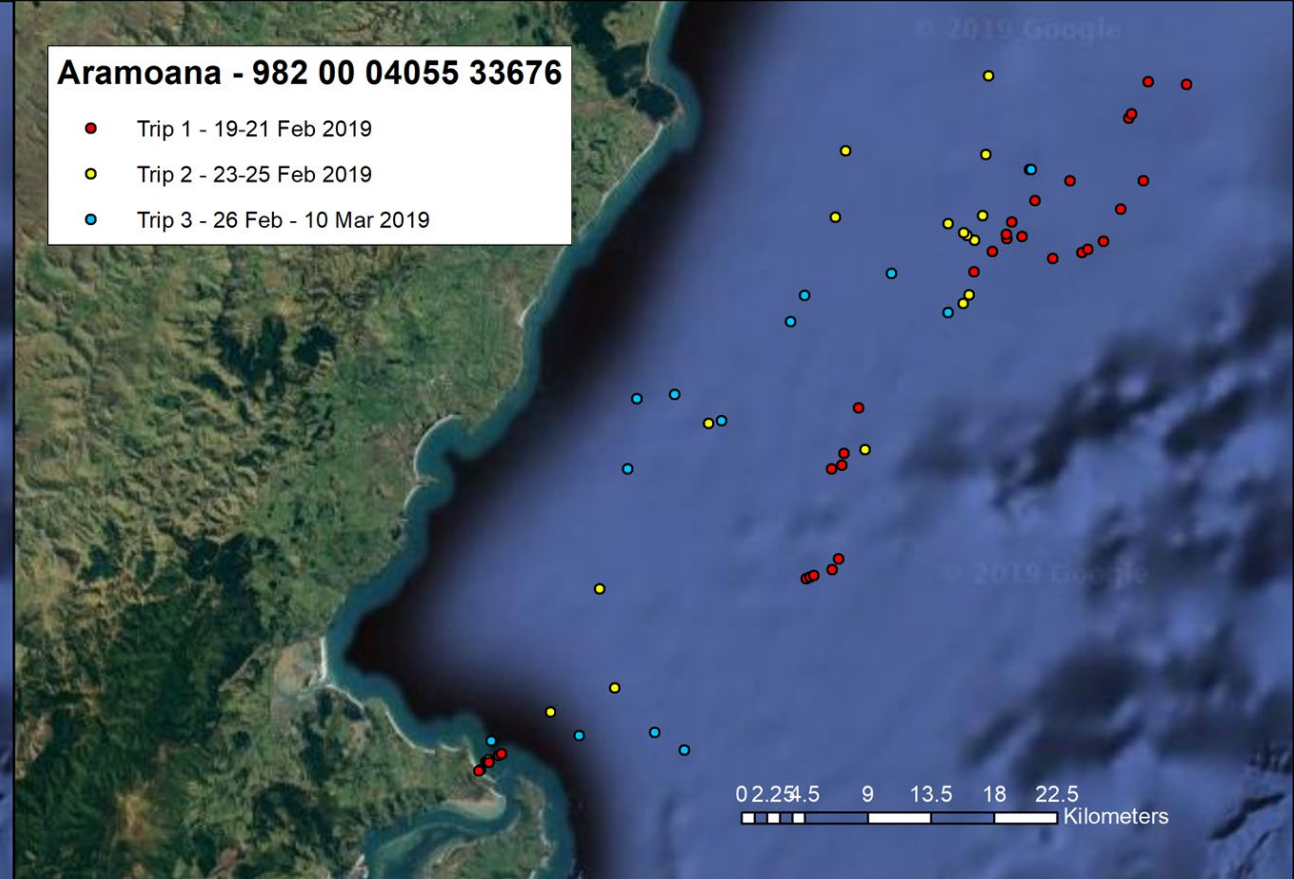 © 2019 Google
Aramoana - 982 00 04055 33676
Trip 1 - 19-21 Feb 2019
Trip 2 - 23-25 Feb 2019
Trip 3 - 26 Feb - 10 Mar 2019
© 2019 Google
0 2.25 4.5 9 13.5 18 22.5
Kilometers